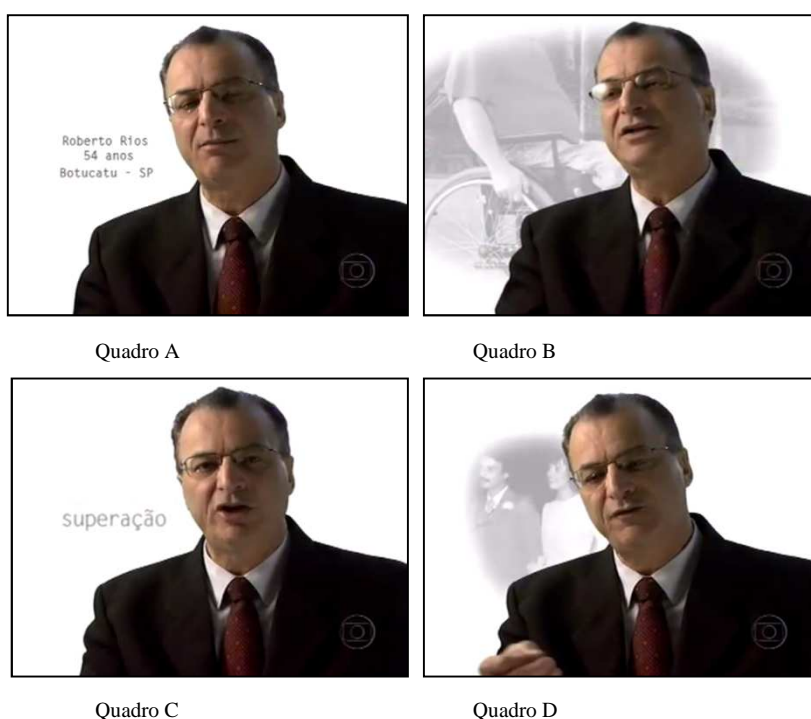 Roberto Rios
54 anos
Botucatu - SP
Quadro A
Quadro B
superação
Quadro C
Quadro D